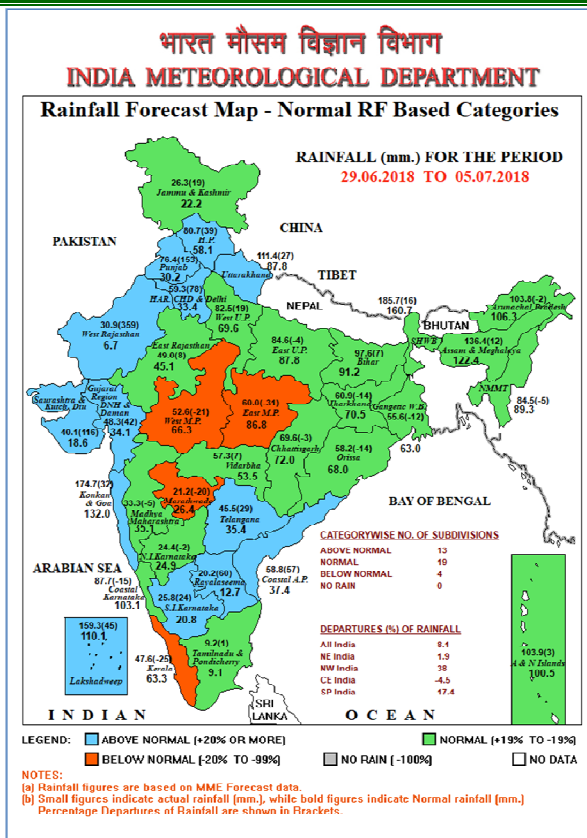 भारत मौसम विज्ञान विभाग
INDIA METEOROLOGICAL DEPARTMENT
Rainfall Forecast Map - Normal RF Based Categories
RAINFALL (mm.) FOR THE PERIOD
29.06.2018 TO 05.07.2018
26.3(19)
Jammu & Kashmir
22.2
CHINA
80.7(39)
H.P.
58.1
PAKISTAN
76.4(153)
Punjab
30.2
111.4(27)
87.8
Uttarakhand
TIBET
59.3(78)
HAR. CHD & Delhi
33.4
82.5(19)
West U.P.
69.6
NEPAL
185.7(16)
160.7
103.8(-2)
Arunachal Pradesh
106.3
BHUTAN
30.9(359)
West Rajasthan
6.7
East Rajasthan
49.0(8)
45.1
84.6(-4)
East U.P.
87.8
97.6(7)
Bihar
91.2
SHWB
136.4(12)
Assam & Meghalaya
122.4
NMMT
84.5(-5)
89.3
Saurashtra &
Kutch, Diu
40.1(116)
18.6
Gujarat
Region
DNH &
Daman
48.3(42)
34.1
52.6(-21)
West M.P.
66.3
60.0(-31)
East M.P.
86.8
60.9(-14)
Jharkhand
70.5
Gangetic W.B.
55.6(-12)
63.0
69.6(-3)
Chhattisgarh
72.0
58.2(-14)
Orissa
68.0
57.3(7)
Vidarbha
53.5
174.7(32)
Konkan
& Goa
132.0
33.3(-5)
Madhya
Maharashtra
35.1
21.2(-20)
Marathwada
26.4
45.5(29)
Telangana
35.4
BAY OF BENGAL
24.4(-2)
N.I.Karnataka
24.9
ARABIAN SEA
87.7(-15)
Coastal
Karnataka
103.1
20.2(60)
Rayalaseema
12.7
58.8(57)
Coastal A.P.
37.4
25.8(24)
S.I.Karnataka
20.8
CATEGORYWISE NO. OF SUBDIVISIONS
ABOVE NORMAL 13
NORMAL 19
BELOW NORMAL 4
NO RAIN 0
DEPARTURES (%) OF RAINFALL
All India 8.4
NE India 1.9
NW India 38
CE India -4.5
SP India 17.4
159.3(45)
110.1
Lakshadweep
47.6(-25)
Kerala
63.3
9.2(1)
Tamilnadu &
Pondicherry
9.1
103.9(3)
A & N Islands
100.5
SRI
LANKA
INDIAN OCEAN
LEGEND: ABOVE NORMAL (+20% OR MORE) NORMAL (+19% TO -19%)
BELOW NORMAL (-20% TO -99%) NO RAIN (-100%) NO DATA
NOTES:
(a) Rainfall figures are based on MME Forecast data.
(b) Small figures indicate actual rainfall (mm.), while bold figures indicate Normal rainfall (mm.)
Percentage Departures of Rainfall are shown in Brackets.